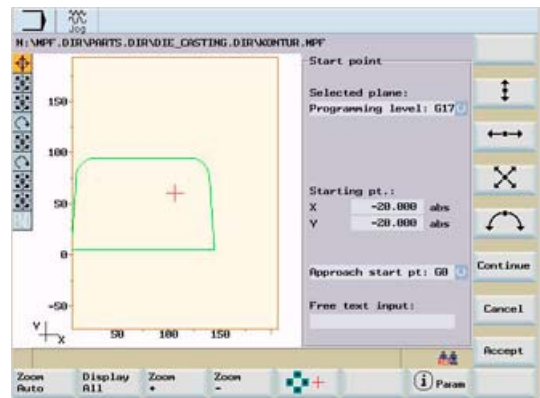 Jog
N:\MPF.DIR\PARTS.DIR\DIE_CASTING.DIR\KONTUR.MPF
Start point
Selected plane:
Programming level: G17
150
100
50
0
-50
50 100 150
Y
X
Starting pt.:
X -20.000 abs
Y -20.000 abs
Approach start pt: G0
Free text input:
Continue
Cancel
Accept
Zoom Auto
Display All
Zoom +
Zoom -
i Param